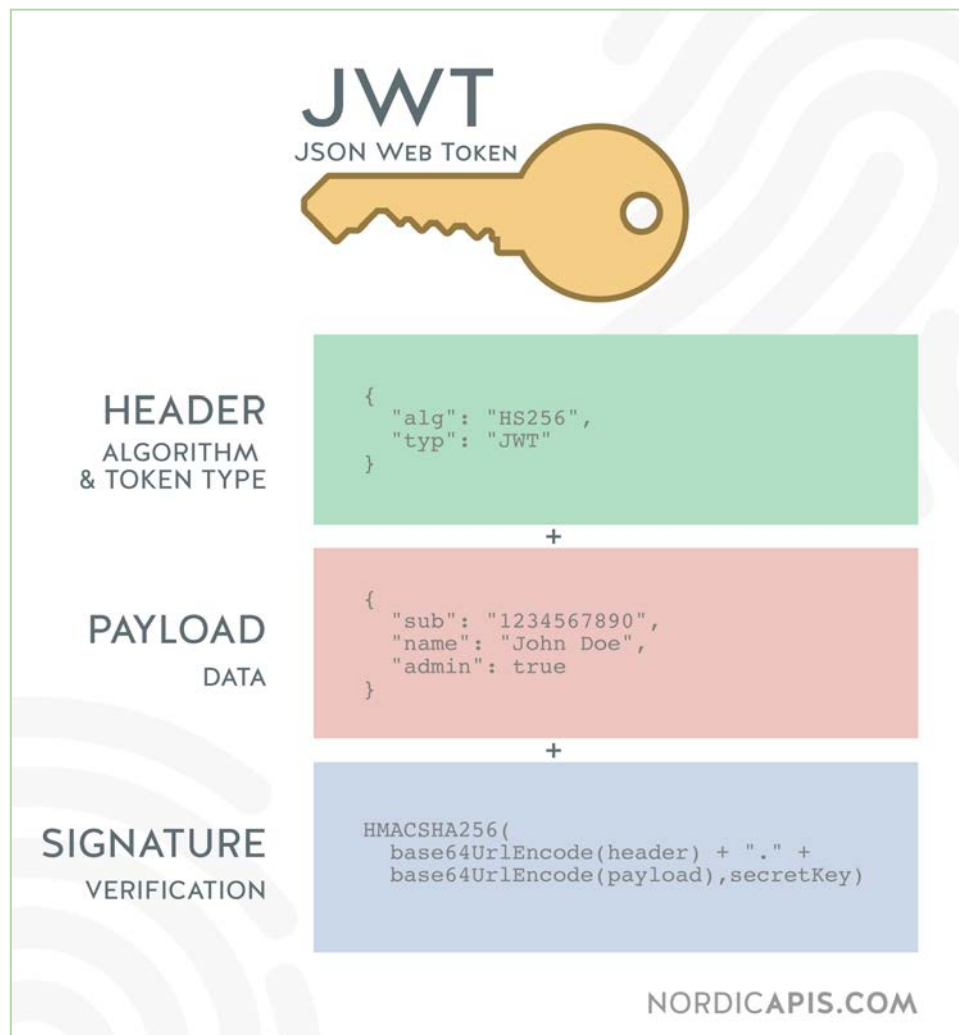 JWT
JSON WEB TOKEN
HEADER
ALGORITHM
& TOKEN TYPE
{
"alg": "HS256",
"typ": "JWT"
}
+
PAYLOAD
DATA
{
"sub": "1234567890",
"name": "John Doe",
"admin": true
}
+
SIGNATURE
VERIFICATION
HMACSHA256(
base64UrlEncode(header) + "." +
base64UrlEncode(payload),secretKey)
NORDICAPIS.COM